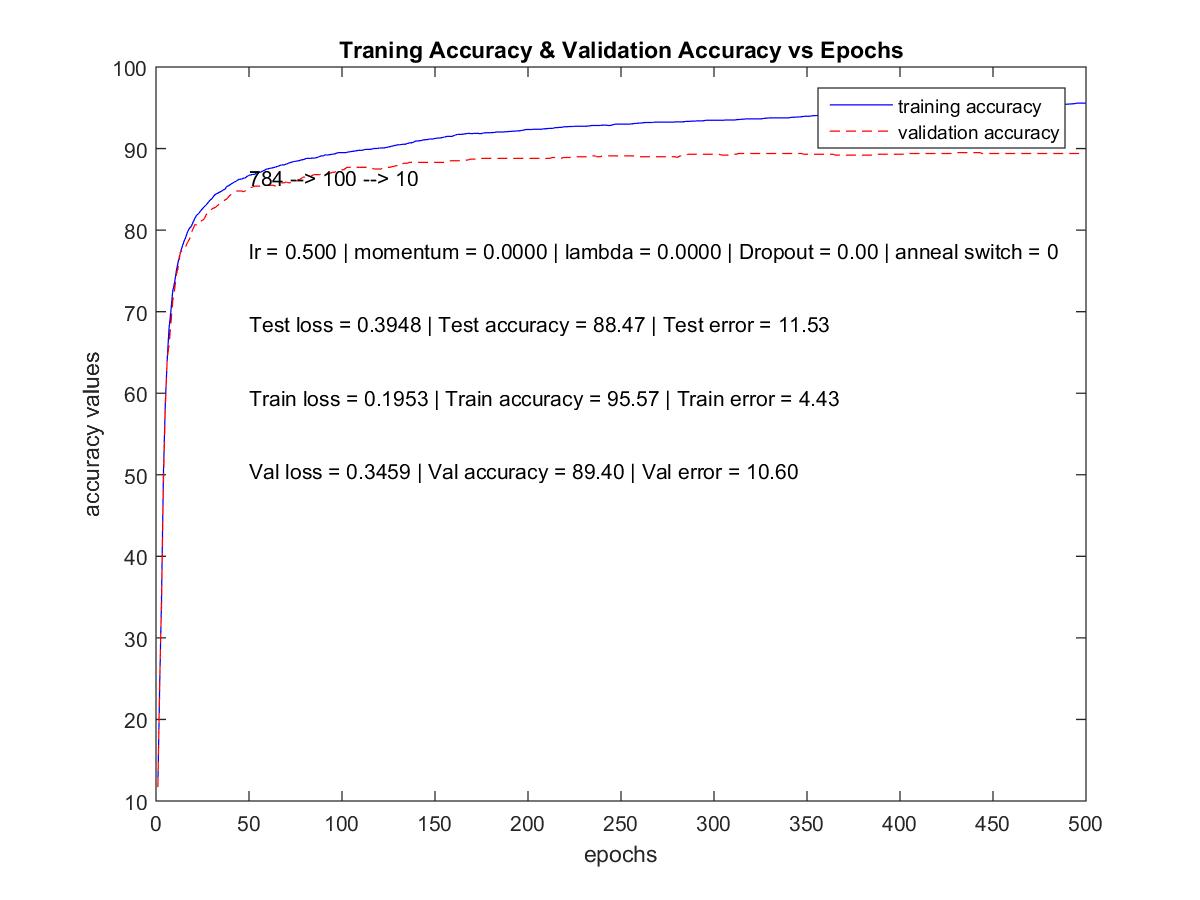 Traning Accuracy & Validation Accuracy vs Epochs
100
90
80
70
60
50
40
30
20
10
accuracy values
training accuracy
validation accuracy
784 --> 100 --> 10
lr = 0.500 | momentum = 0.0000 | lambda = 0.0000 | Dropout = 0.00 | anneal switch = 0
Test loss = 0.3948 | Test accuracy = 88.47 | Test error = 11.53
Train loss = 0.1953 | Train accuracy = 95.57 | Train error = 4.43
Val loss = 0.3459 | Val accuracy = 89.40 | Val error = 10.60
0 50 100 150 200 250 300 350 400 450 500
epochs